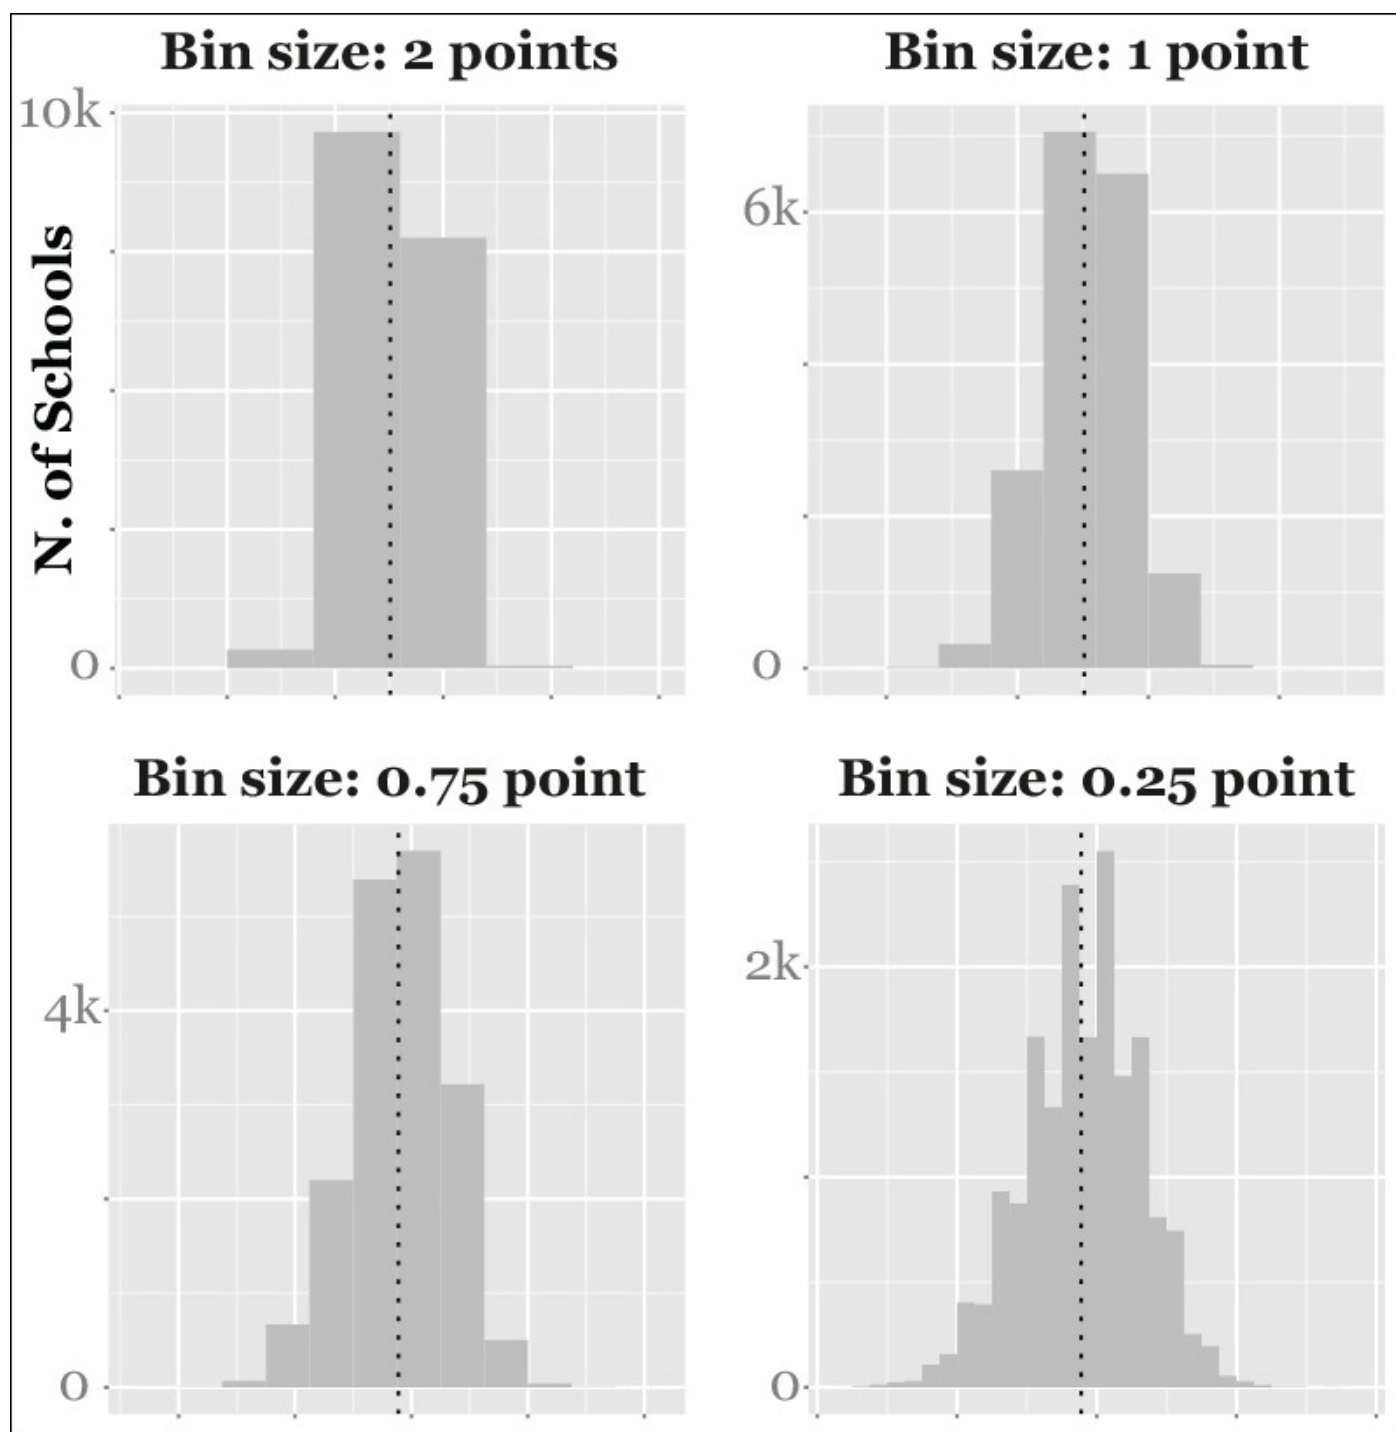 Bin size: 2 points
10k
N. of Schools
0
Bin size: 1 point
6k
0
Bin size: 0.75 point
4k
0
Bin size: 0.25 point
2k
0